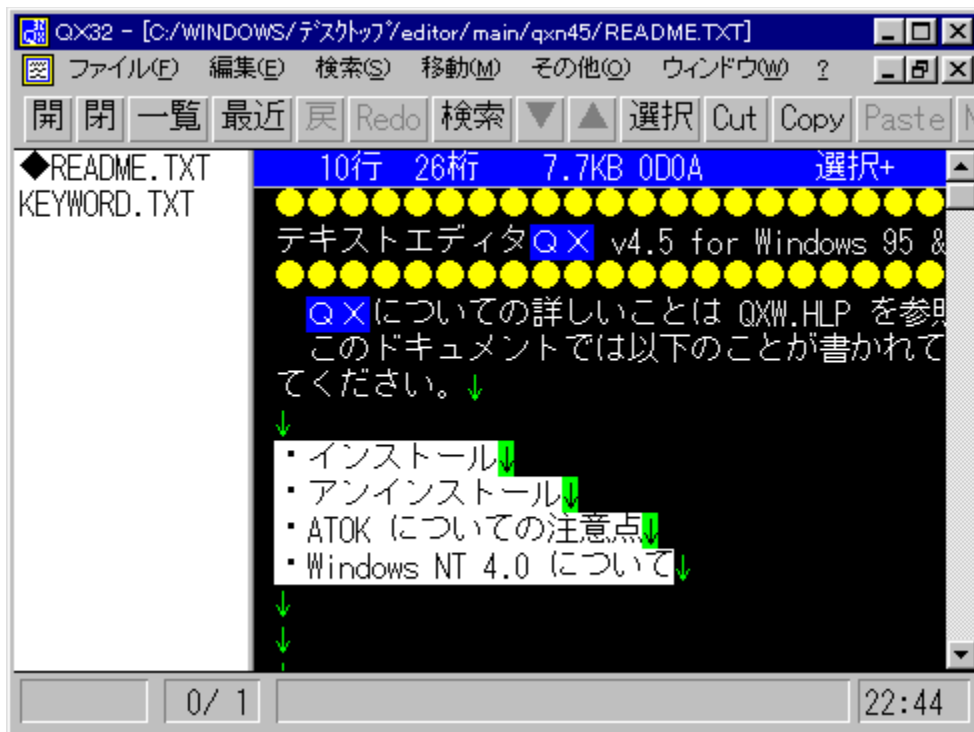 QX32 - [C:/WINDOWS/ﾃﾞｽｸﾄｯﾌﾟ/editor/main/qxn45/README.TXT]
ファイル(F) 編集(E) 検索(S) 移動(M) その他(O) ウィンドウ(W) ?
開 閉 一覧 最近 戻 Redo 検索 ▼ ▲ 選択 Cut Copy Paste
◆README.TXT
KEYWORD.TXT
10行 26桁 7.7KB 0D0A 選択+
●●●●●●●●●●●●●●●●●●●●●
テキストエディタQX v4.5 for Windows 95 &
●●●●●●●●●●●●●●●●●●●●●
QXについての詳しいことは QXW.HLP を参照
このドキュメントでは以下のことが書かれて
てください。↓
↓
・インストール↓
・アンインストール↓
・ATOK についての注意点↓
・Windows NT 4.0 について↓
↓
↓
0/ 1
22:44